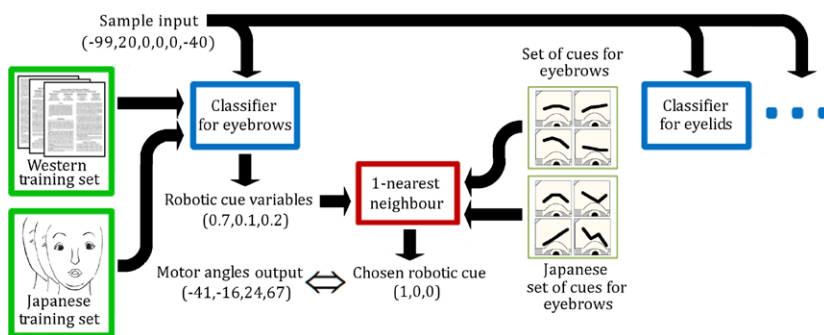 Sample input
(-99,20,0,0,0,-40)
Western
training set
Japanese
training set
Classifier
for eyebrows
Robotic cue variables
(0.7,0.1,0.2)
1-nearest
neighbour
Motor angles output
(-41,-16,24,67)
Chosen robotic cue
(1,0,0)
Set of cues for
eyebrows
Japanese
set of cues for
eyebrows
Classifier
for eyelids